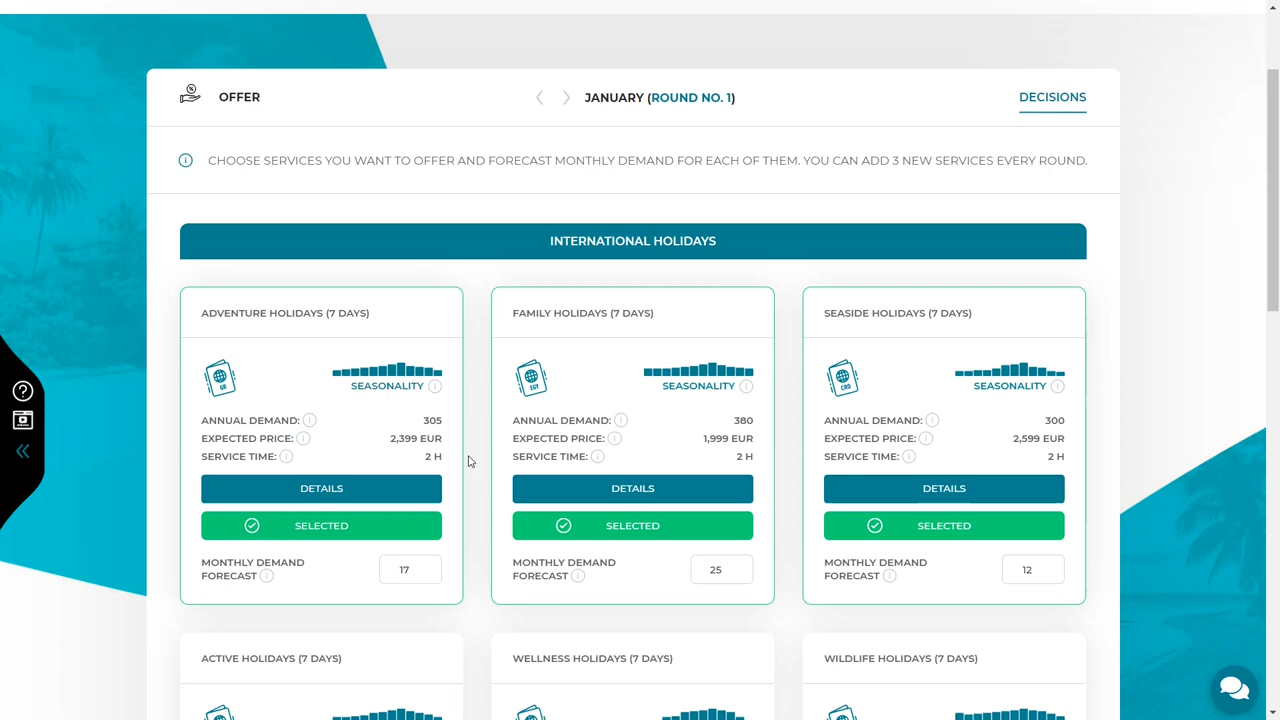 OFFER
JANUARY (ROUND NO. 1)
DECISIONS
CHOOSE SERVICES YOU WANT TO OFFER AND FORECAST MONTHLY DEMAND FOR EACH OF THEM. YOU CAN ADD 3 NEW SERVICES EVERY ROUND.
INTERNATIONAL HOLIDAYS
ADVENTURE HOLIDAYS (7 DAYS)
GR
SEASONALITY
ANNUAL DEMAND: 305
EXPECTED PRICE: 2,399 EUR
SERVICE TIME: 2 H
DETAILS
SELECTED
MONTHLY DEMAND
FORECAST
17
FAMILY HOLIDAYS (7 DAYS)
EGY
SEASONALITY
ANNUAL DEMAND: 380
EXPECTED PRICE: 1,999 EUR
SERVICE TIME: 2 H
DETAILS
SELECTED
MONTHLY DEMAND
FORECAST
25
SEASIDE HOLIDAYS (7 DAYS)
CRO
SEASONALITY
ANNUAL DEMAND: 300
EXPECTED PRICE: 2,599 EUR
SERVICE TIME: 2 H
DETAILS
SELECTED
MONTHLY DEMAND
FORECAST
12
ACTIVE HOLIDAYS (7 DAYS)
WELLNESS HOLIDAYS (7 DAYS)
WILDLIFE HOLIDAYS (7 DAYS)